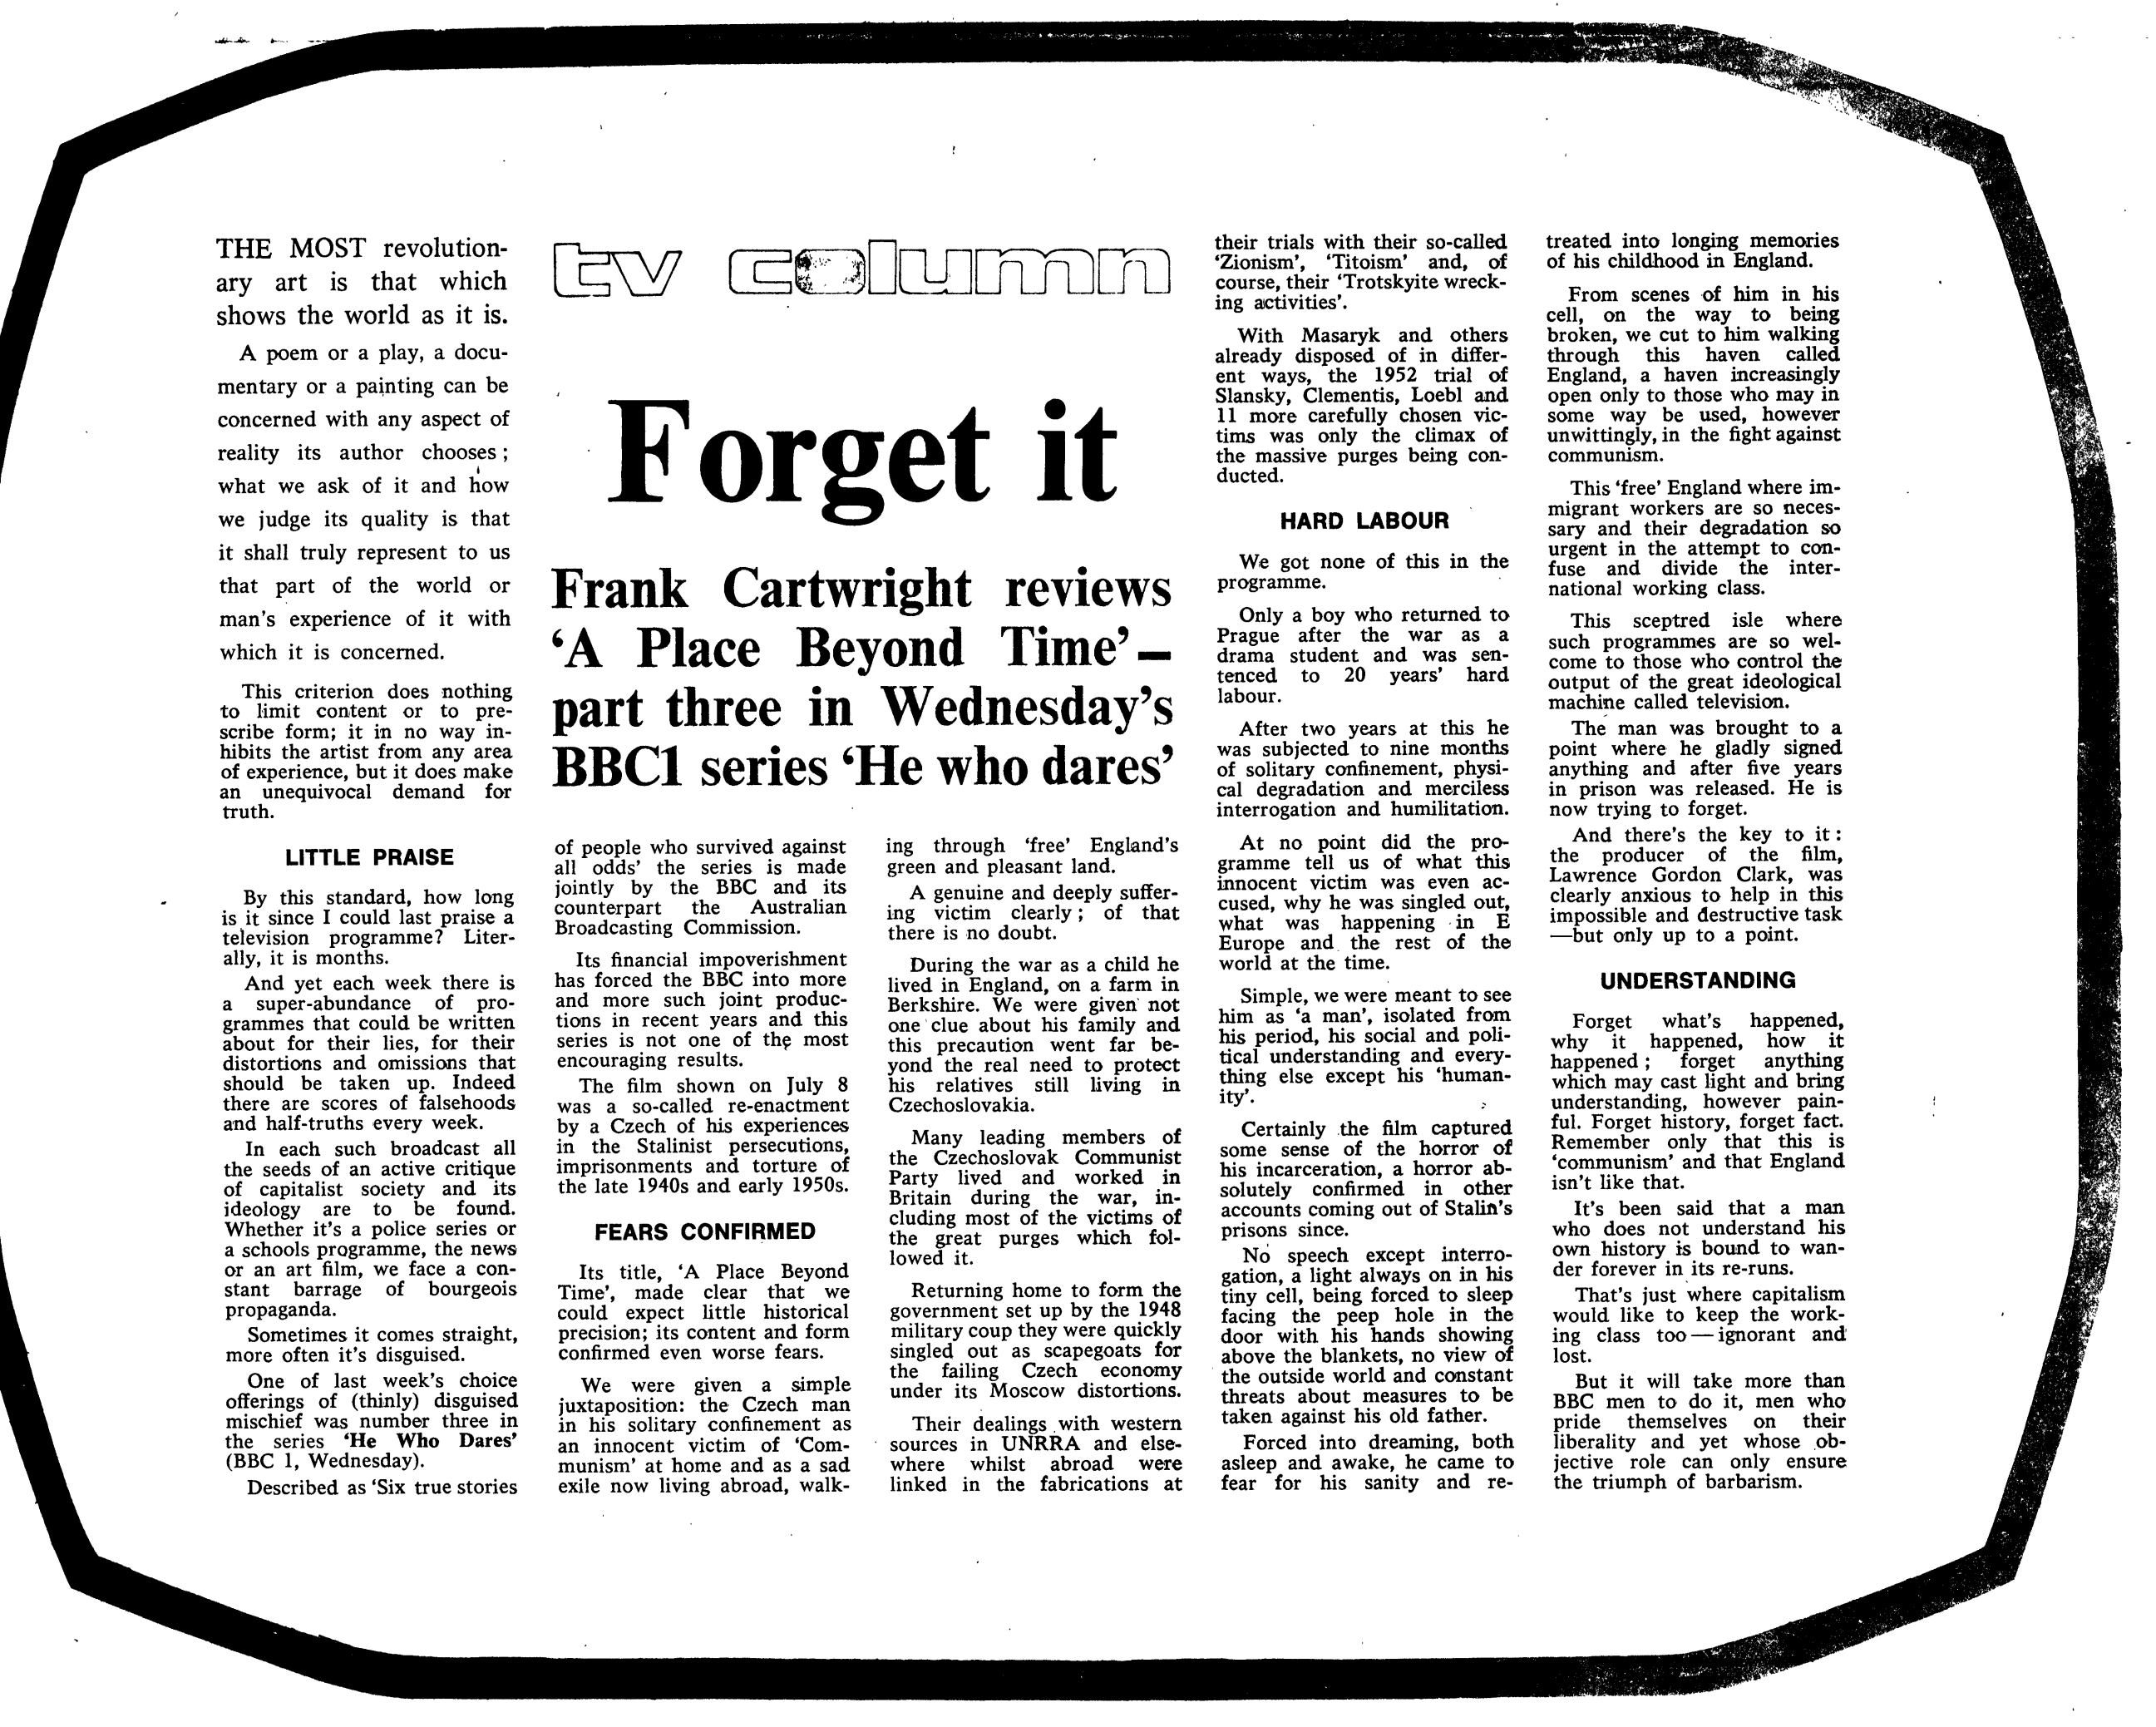 tv column
Forget it
Frank Cartwright reviews
‘A Place Beyond Time’—
part three in Wednesday’s
BBC1 series ‘He who dares’
THE MOST revolution-
ary art is that which
shows the world as it is.
A poem or a play, a docu-
mentary or a painting can be
concerned with any aspect of
reality its author chooses;
what we ask of it and how
we judge its quality is that
it shall truly represent to us
that part of the world or
man's experience of it with
which it is concerned.
This criterion does nothing
to limit content or to pre-
scribe form; it in no way in-
hibits the artist from any area
of experience, but it does make
an unequivocal demand for
truth.
LITTLE PRAISE
By this standard, how long
is it since I could last praise a
television programme? Liter-
ally, it is months.
And yet each week there is
a super-abundance of pro-
grammes that could be written
about for their lies, for their
distortions and omissions that
should be taken up. Indeed
there are scores of falsehoods
and half-truths every week.
In each such broadcast all
the seeds of an active critique
of capitalist society and its
ideology are to be found.
Whether it's a police series or
a schools programme, the news
or an art film, we face a con-
stant barrage of bourgeois
propaganda.
Sometimes it comes straight,
more often it's disguised.
One of last week's choice
offerings of (thinly) disguised
mischief was number three in
the series ‘He Who Dares’
(BBC 1, Wednesday).
Described as ‘Six true stories
of people who survived against
all odds’ the series is made
jointly by the BBC and its
counterpart the Australian
Broadcasting Commission.
Its financial impoverishment
has forced the BBC into more
and more such joint produc-
tions in recent years and this
series is not one of the most
encouraging results.
The film shown on July 8
was a so-called re-enactment
by a Czech of his experiences
in the Stalinist persecutions,
imprisonments and torture of
the late 1940s and early 1950s.
FEARS CONFIRMED
Its title, ‘A Place Beyond
Time’, made clear that we
could expect little historical
precision; its content and form
confirmed even worse fears.
We were given a simple
juxtaposition: the Czech man
in his solitary confinement as
an innocent victim of ‘Com-
munism’ at home and as a sad
exile now living abroad, walk-
ing through ‘free’ England's
green and pleasant land.
A genuine and deeply suffer-
ing victim clearly; of that
there is no doubt.
During the war as a child he
lived in England, on a farm in
Berkshire. We were given not
one clue about his family and
this precaution went far be-
yond the real need to protect
his relatives still living in
Czechoslovakia.
Many leading members of
the Czechoslovak Communist
Party lived and worked in
Britain during the war, in-
cluding most of the victims of
the great purges which fol-
lowed it.
Returning home to form the
government set up by the 1948
military coup they were quickly
singled out as scapegoats for
the failing Czech economy
under its Moscow distortions.
Their dealings with western
sources in UNRRA and else-
where whilst abroad were
linked in the fabrications at
their trials with their so-called
‘Zionism’, ‘Titoism’ and, of
course, their ‘Trotskyite wreck-
ing activities’.
With Masaryk and others
already disposed of in differ-
ent ways, the 1952 trial of
Slansky, Clementis, Loebl and
11 more carefully chosen vic-
tims was only the climax of
the massive purges being con-
ducted.
HARD LABOUR
We got none of this in the
programme.
Only a boy who returned to
Prague after the war as a
drama student and was sen-
tenced to 20 years' hard
labour.
After two years at this he
was subjected to nine months
of solitary confinement, physi-
cal degradation and merciless
interrogation and humilitation.
At no point did the pro-
gramme tell us of what this
innocent victim was even ac-
cused, why he was singled out,
what was happening in E
Europe and the rest of the
world at the time.
Simple, we were meant to see
him as ‘a man’, isolated from
his period, his social and poli-
tical understanding and every-
thing else except his ‘human-
ity’.
Certainly the film captured
some sense of the horror of
his incarceration, a horror ab-
solutely confirmed in other
accounts coming out of Stalin's
prisons since.
No speech except interro-
gation, a light always on in his
tiny cell, being forced to sleep
facing the peep hole in the
door with his hands showing
above the blankets, no view of
the outside world and constant
threats about measures to be
taken against his old father.
Forced into dreaming, both
asleep and awake, he came to
fear for his sanity and re-
treated into longing memories
of his childhood in England.
From scenes of him in his
cell, on the way to being
broken, we cut to him walking
through this haven called
England, a haven increasingly
open only to those who may in
some way be used, however
unwittingly, in the fight against
communism.
This ‘free’ England where im-
migrant workers are so neces-
sary and their degradation so
urgent in the attempt to con-
fuse and divide the inter-
national working class.
This sceptred isle where
such programmes are so wel-
come to those who control the
output of the great ideological
machine called television.
The man was brought to a
point where he gladly signed
anything and after five years
in prison was released. He is
now trying to forget.
And there's the key to it:
the producer of the film,
Lawrence Gordon Clark, was
clearly anxious to help in this
impossible and destructive task
—but only up to a point.
UNDERSTANDING
Forget what's happened,
why it happened, how it
happened; forget anything
which may cast light and bring
understanding, however pain-
ful. Forget history, forget fact.
Remember only that this is
‘communism’ and that England
isn't like that.
It's been said that a man
who does not understand his
own history is bound to wan-
der forever in its re-runs.
That's just where capitalism
would like to keep the work-
ing class too—ignorant and
lost.
But it will take more than
BBC men to do it, men who
pride themselves on their
liberality and yet whose ob-
jective role can only ensure
the triumph of barbarism.